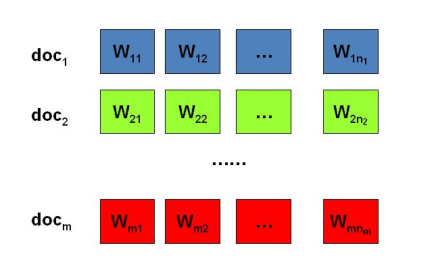 doc₁ W₁₁ W₁₂ ... W₁ₙ₁
doc₂ W₂₁ W₂₂ ... W₂ₙ₂
......
docₘ Wₘ₁ Wₘ₂ ... Wₘₙₘ